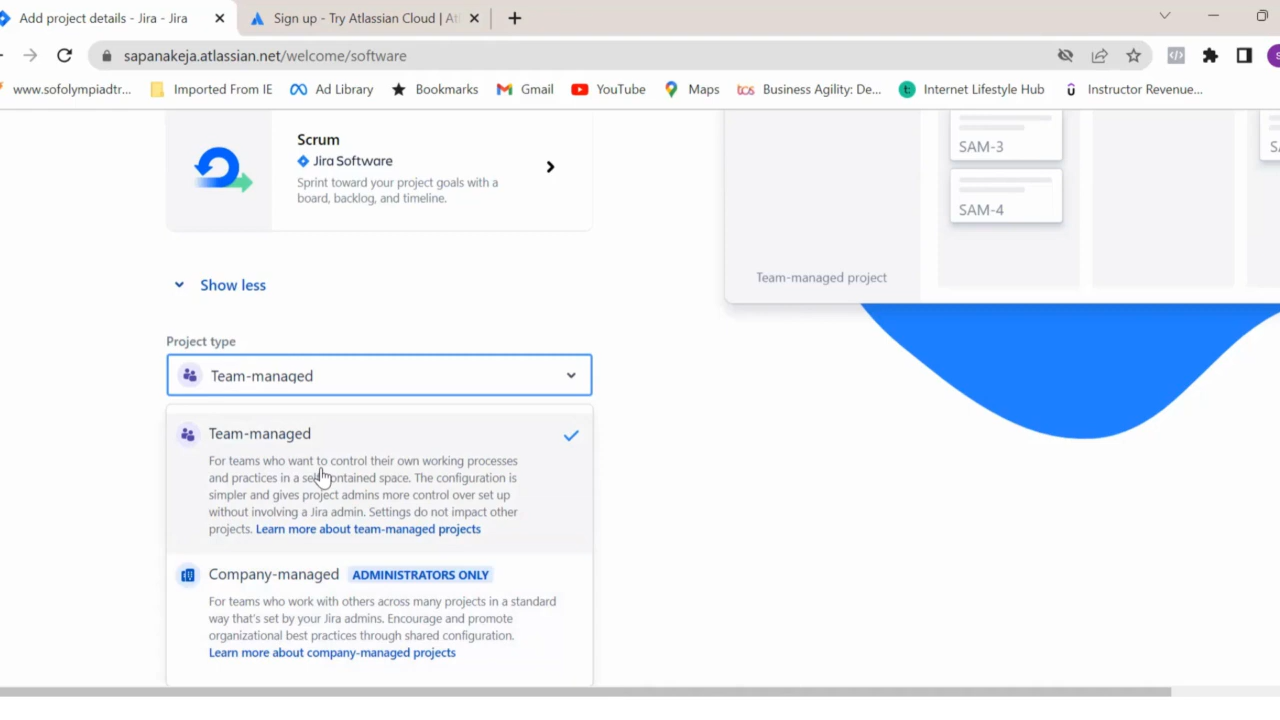 Add project details - Jira - Jira
Sign up - Try Atlassian Cloud | At
sapanakeja.atlassian.net/welcome/software
www.sofolympiadtr...
Imported From IE
Ad Library
Bookmarks
Gmail
YouTube
Maps
tcs
Business Agility: De...
Internet Lifestyle Hub
Instructor Revenue...
Scrum
Jira Software
Sprint toward your project goals with a
board, backlog, and timeline.
SAM-3
SAM-4
Team-managed project
Show less
Project type
Team-managed
Team-managed
For teams who want to control their own working processes
and practices in a self-contained space. The configuration is
simpler and gives project admins more control over set up
without involving a Jira admin. Settings do not impact other
projects. Learn more about team-managed projects
Company-managed ADMINISTRATORS ONLY
For teams who work with others across many projects in a standard
way that's set by your Jira admins. Encourage and promote
organizational best practices through shared configuration.
Learn more about company-managed projects